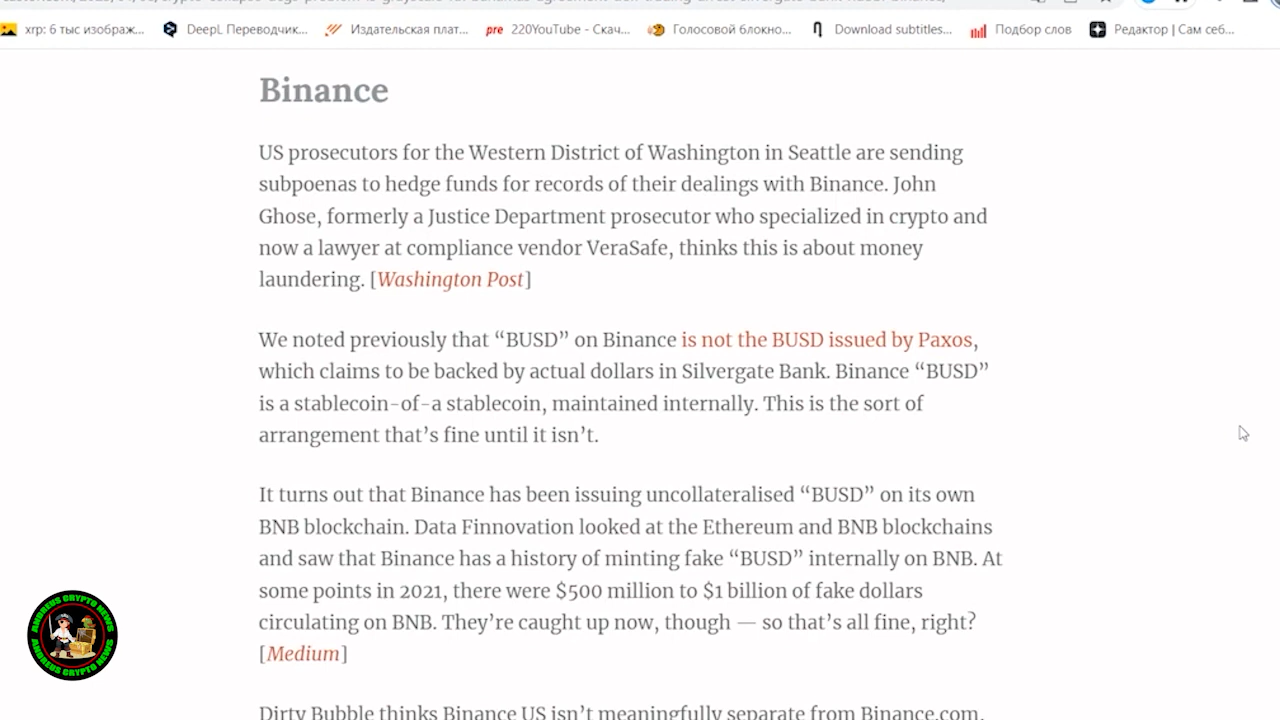 xrp: 6 тыс изображ...
DeepL Переводчик...
Издательская плат...
pre 220YouTube - Скач...
Голосовой блокно...
Download subtitles...
Подбор слов
Редактор | Сам себ...
Binance
US prosecutors for the Western District of Washington in Seattle are sending
subpoenas to hedge funds for records of their dealings with Binance. John
Ghose, formerly a Justice Department prosecutor who specialized in crypto and
now a lawyer at compliance vendor VeraSafe, thinks this is about money
laundering. [Washington Post]
We noted previously that “BUSD” on Binance is not the BUSD issued by Paxos,
which claims to be backed by actual dollars in Silvergate Bank. Binance “BUSD”
is a stablecoin-of-a stablecoin, maintained internally. This is the sort of
arrangement that’s fine until it isn’t.
It turns out that Binance has been issuing uncollateralised “BUSD” on its own
BNB blockchain. Data Finnovation looked at the Ethereum and BNB blockchains
and saw that Binance has a history of minting fake “BUSD” internally on BNB. At
some points in 2021, there were $500 million to $1 billion of fake dollars
circulating on BNB. They’re caught up now, though — so that’s all fine, right?
[Medium]
Dirty Bubble thinks Binance US isn’t meaningfully separate from Binance.com.
ANDREUS CRYPTO NEWS
ANDREUS CRYPTO NEWS